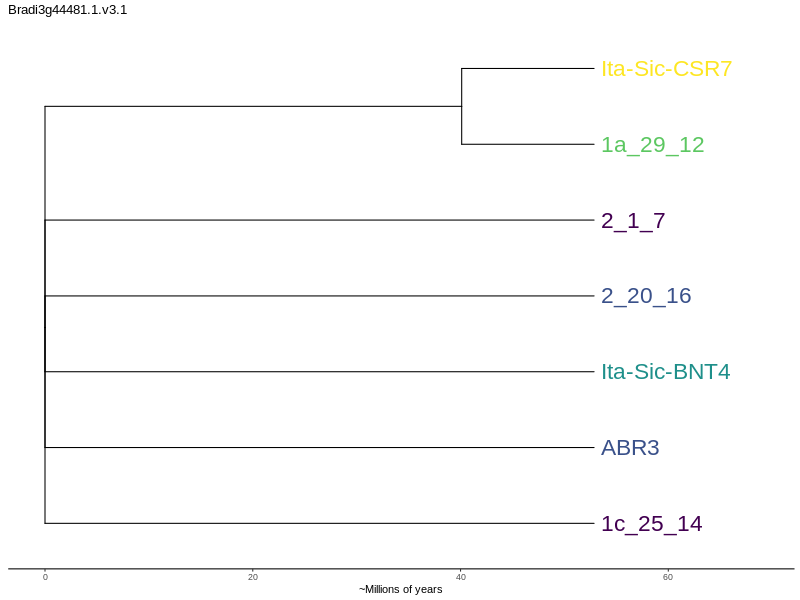 Bradi3g44481.1.v3.1
Ita-Sic-CSR7
1a_29_12
2_1_7
2_20_16
Ita-Sic-BNT4
ABR3
1c_25_14
0 20 40 60
~Millions of years